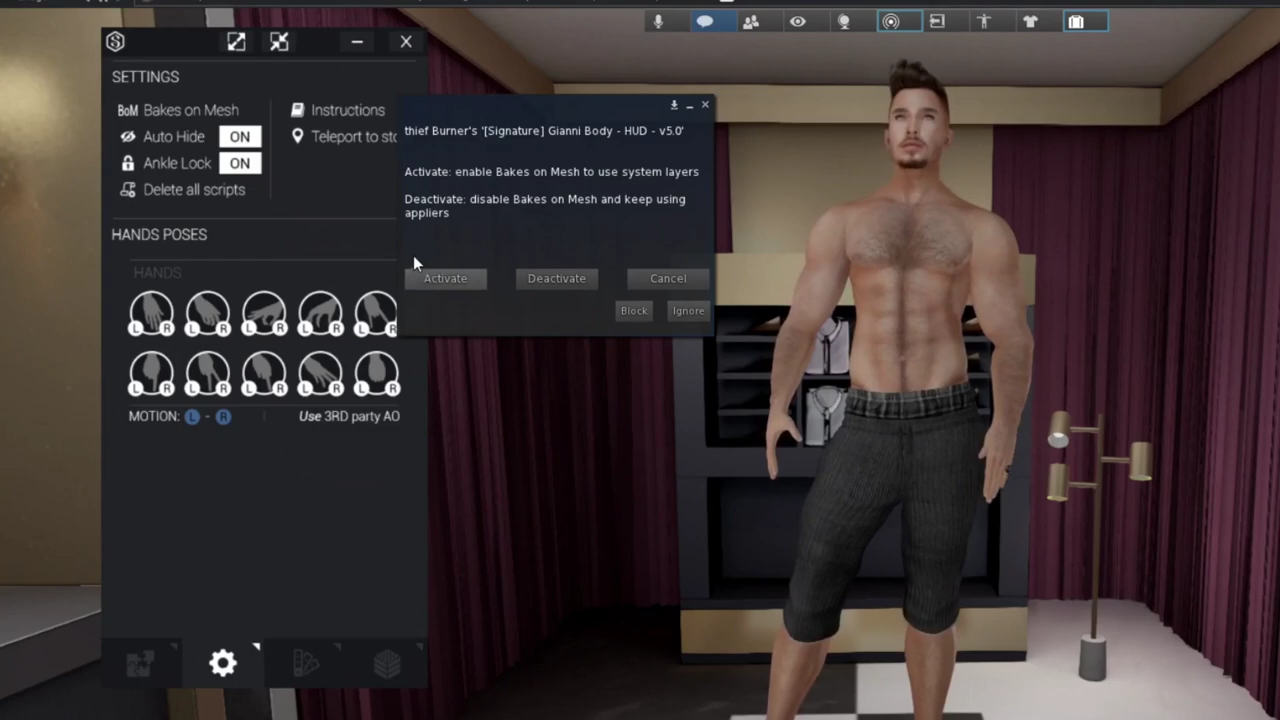 SETTINGS
BoM Bakes on Mesh
Auto Hide ON
Ankle Lock ON
Delete all scripts
Instructions
Teleport to sto
HANDS POSES
HANDS
L R L R L R L R L R
L R L R L R L R L R
MOTION: L - R
Use 3RD party AO
thief Burner's '[Signature] Gianni Body - HUD - v5.0'
Activate: enable Bakes on Mesh to use system layers
Deactivate: disable Bakes on Mesh and keep using
appliers
Activate Deactivate Cancel
Block Ignore